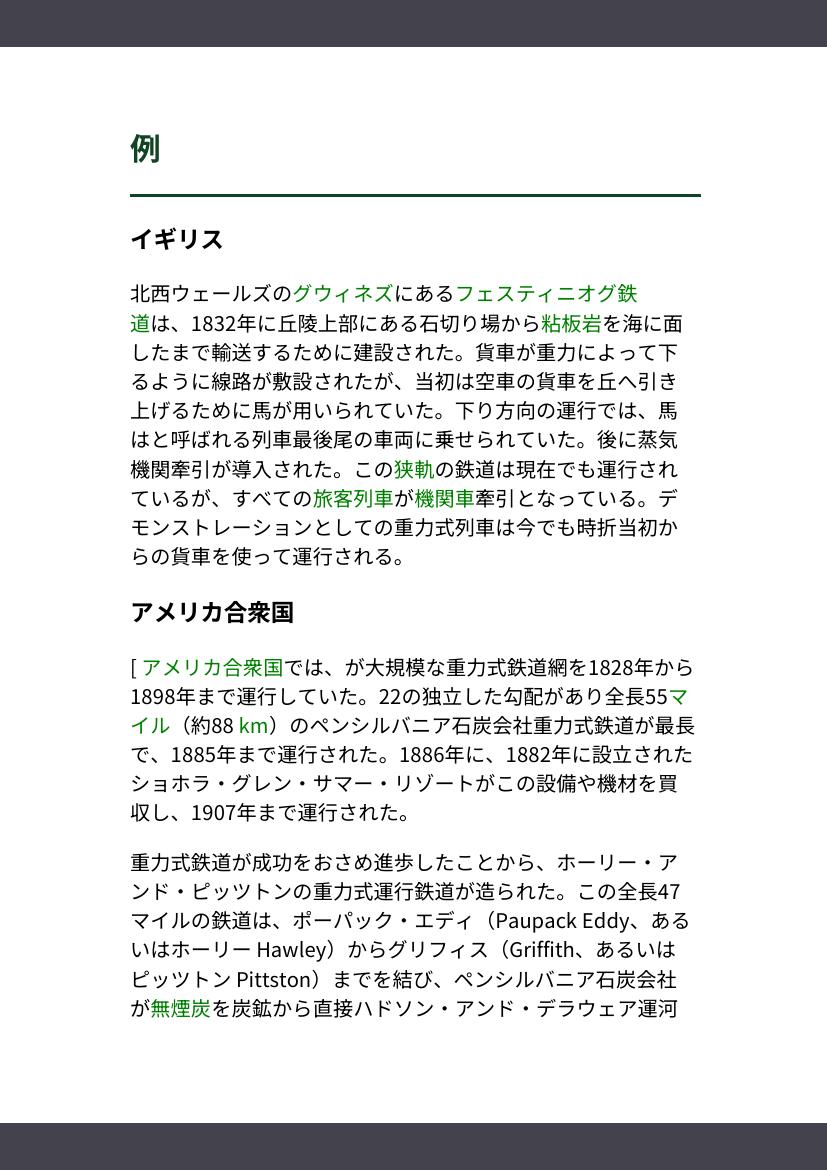 例
イギリス
北西ウェールズのグウィネズにあるフェスティニオグ鉄
道は、1832年に丘陵上部にある石切り場から粘板岩を海に面
したまで輸送するために建設された。貨車が重力によって下
るように線路が敷設されたが、当初は空車の貨車を丘へ引き
上げるために馬が用いられていた。下り方向の運行では、馬
はと呼ばれる列車最後尾の車両に乗せられていた。後に蒸気
機関牽引が導入された。この狭軌の鉄道は現在でも運行され
ているが、すべての旅客列車が機関車牽引となっている。デ
モンストレーションとしての重力式列車は今でも時折当初か
らの貨車を使って運行される。
アメリカ合衆国
[ アメリカ合衆国では、が大規模な重力式鉄道網を1828年から
1898年まで運行していた。22の独立した勾配があり全長55マ
イル（約88 km）のペンシルバニア石炭会社重力式鉄道が最長
で、1885年まで運行された。1886年に、1882年に設立された
ショホラ・グレン・サマー・リゾートがこの設備や機材を買
収し、1907年まで運行された。
重力式鉄道が成功をおさめ進歩したことから、ホーリー・ア
ンド・ピッツトンの重力式運行鉄道が造られた。この全長47
マイルの鉄道は、ポーパック・エディ（Paupack Eddy、ある
いはホーリー Hawley）からグリフィス（Griffith、あるいは
ピッツトン Pittston）までを結び、ペンシルバニア石炭会社
が無煙炭を炭鉱から直接ハドソン・アンド・デラウェア運河